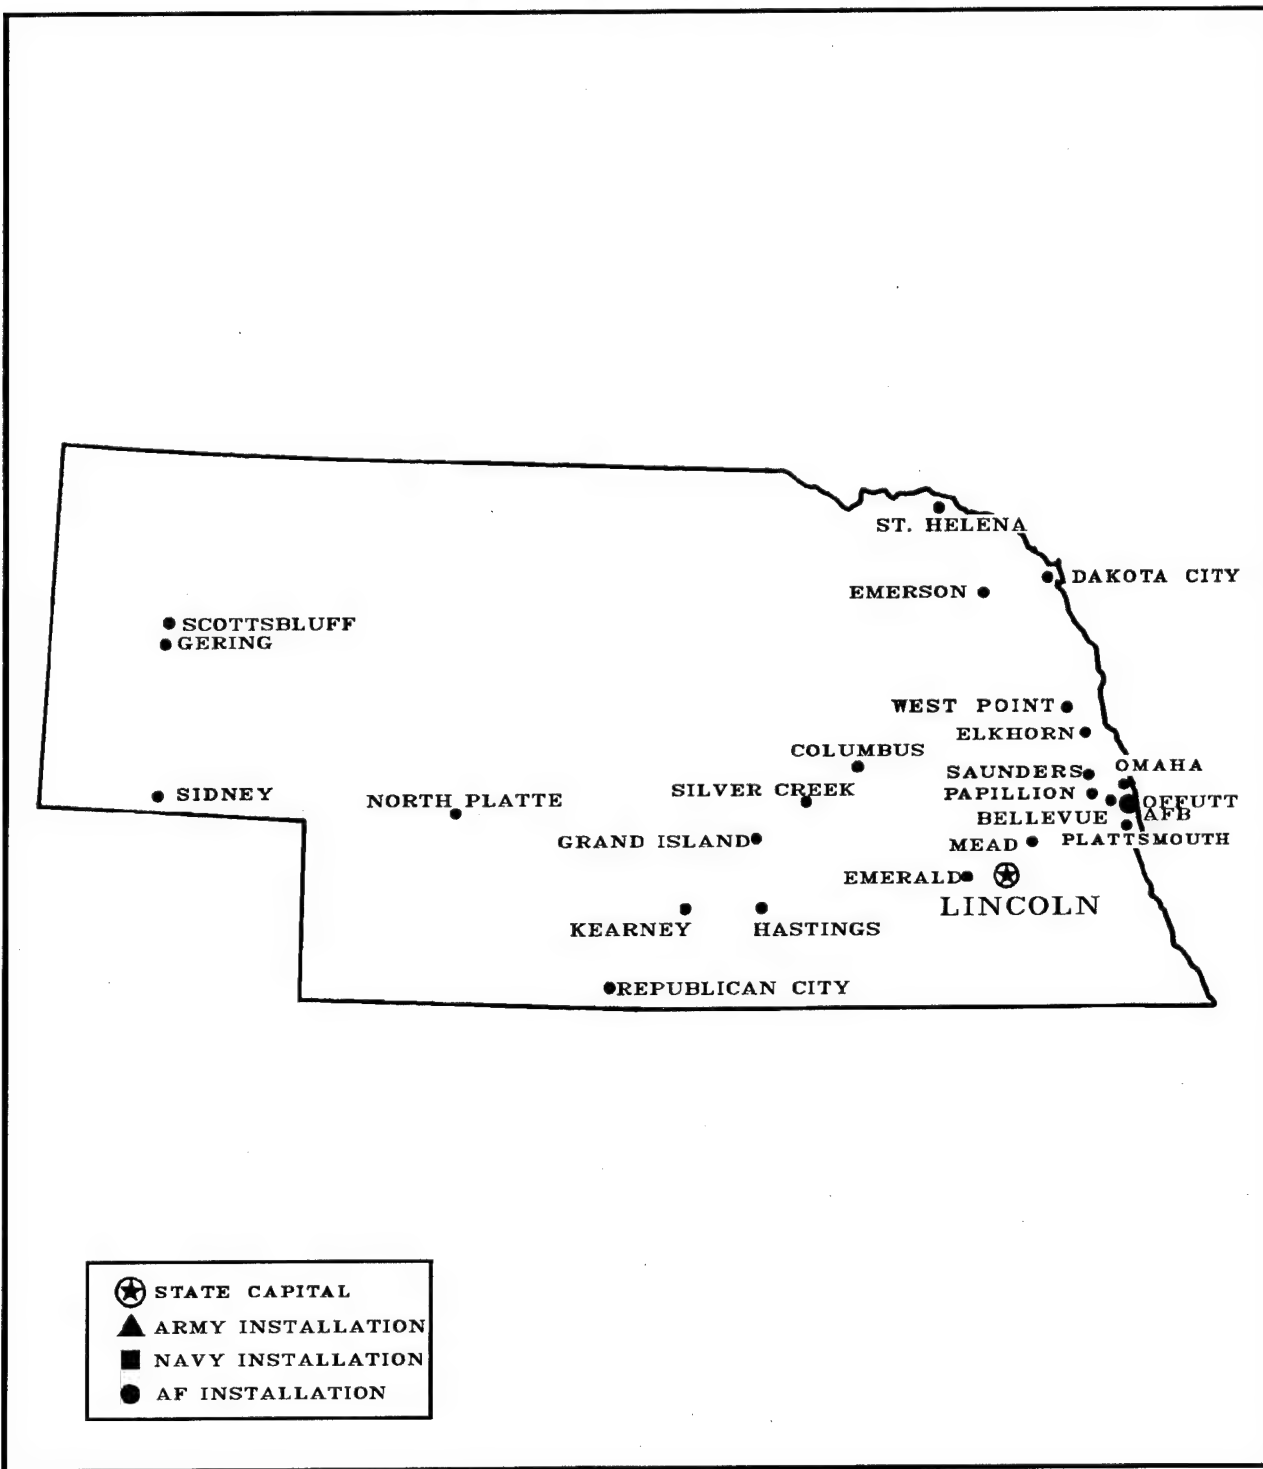 ST. HELENA
DAKOTA CITY
EMERSON
SCOTTSBLUFF
GERING
WEST POINT
ELKHORN
COLUMBUS
OMAHA
SAUNDERS
SILVER CREEK
PAPILLION
SIDNEY
NORTH PLATTE
OFFUTT
AFB
BELLEVUE
PLATTSMOUTH
GRAND ISLAND
MEAD
EMERALD
LINCOLN
KEARNEY
HASTINGS
REPUBLICAN CITY
STATE CAPITAL
ARMY INSTALLATION
NAVY INSTALLATION
AF INSTALLATION